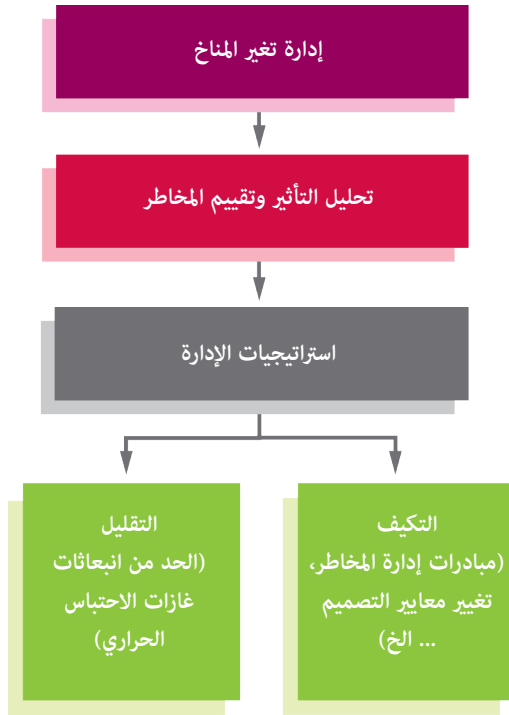 إدارة تغير المناخ
تحليل التأثير وتقييم المخاطر
استراتيجيات الإدارة
التكيف
(مبادرات إدارة المخاطر،
تغيير معايير التصميم
... الخ)
التقليل
(الحد من انبعاثات
غازات الاحتباس
الحراري)